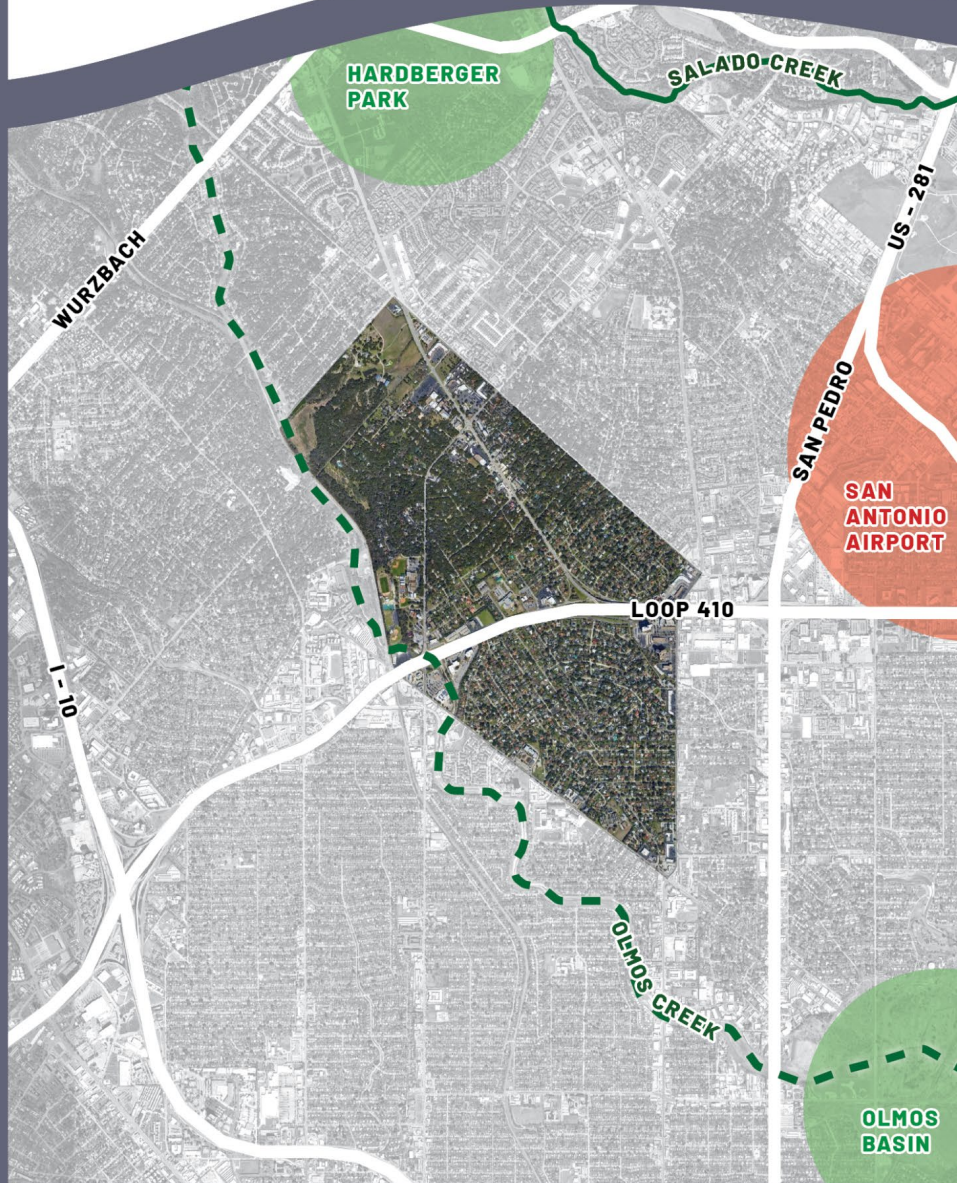 HARDBERGER
PARK
SALADO CREEK
US - 281
WURZBACH
SAN PEDRO
SAN
ANTONIO
AIRPORT
LOOP 410
I - 10
OLMOS CREEK
OLMOS
BASIN